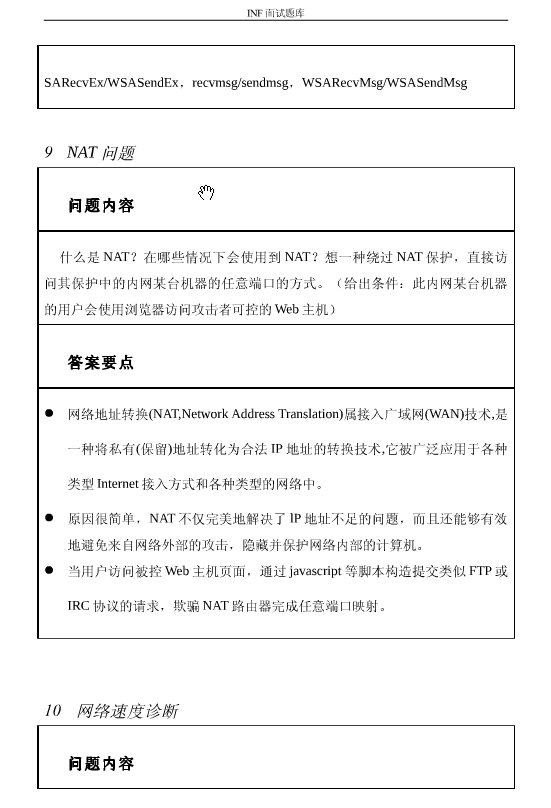 INF 面试题库
SARecvEx/WSASendEx，recvmsg/sendmsg，WSARecvMsg/WSASendMsg
9 NAT 问题
问题内容
什么是 NAT？在哪些情况下会使用到 NAT？想一种绕过 NAT 保护，直接访
问其保护中的内网某台机器的任意端口的方式。（给出条件：此内网某台机器
的用户会使用浏览器访问攻击者可控的 Web 主机）
答案要点
● 网络地址转换(NAT,Network Address Translation)属接入广域网(WAN)技术,是
一种将私有(保留)地址转化为合法 IP 地址的转换技术,它被广泛应用于各种
类型 Internet 接入方式和各种类型的网络中。
● 原因很简单，NAT 不仅完美地解决了 lP 地址不足的问题，而且还能够有效
地避免来自网络外部的攻击，隐藏并保护网络内部的计算机。
● 当用户访问被控 Web 主机页面，通过 javascript 等脚本构造提交类似 FTP 或
IRC 协议的请求，欺骗 NAT 路由器完成任意端口映射。
10 网络速度诊断
问题内容